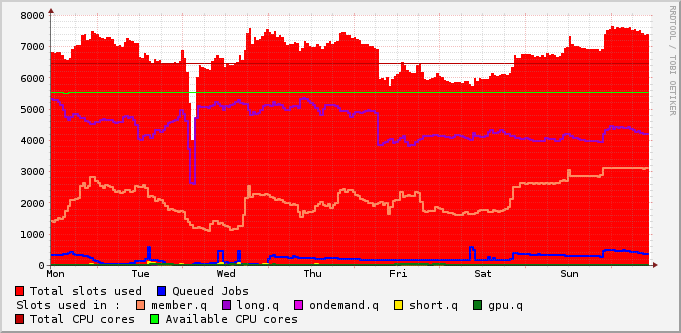 8000
7000
6000
5000
4000
3000
2000
1000
0
Mon Tue Wed Thu Fri Sat Sun
RRDTOOL / TOBI OETIKER
Total slots used Queued Jobs
Slots used in : member.q long.q ondemand.q short.q gpu.q
Total CPU cores Available CPU cores